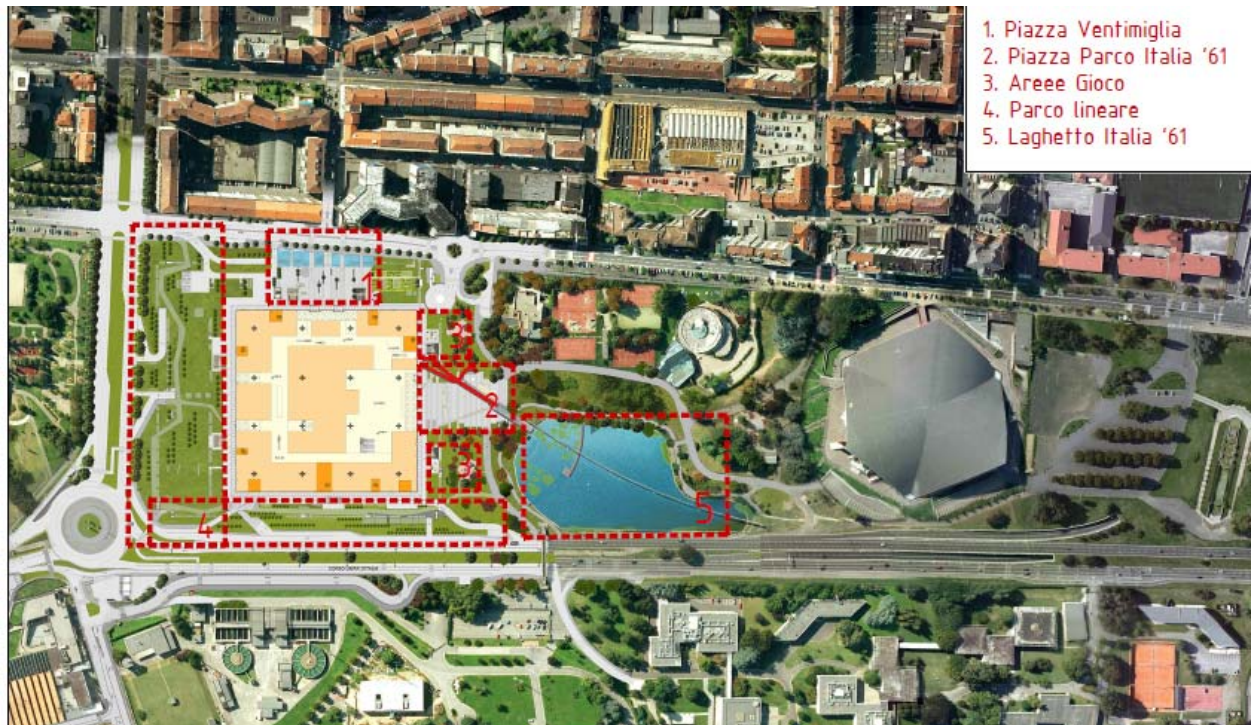 1. Piazza Ventimiglia
2. Piazza Parco Italia '61
3. Areee Gioco
4. Parco lineare
5. Laghetto Italia '61
1
3
2
3
4
5